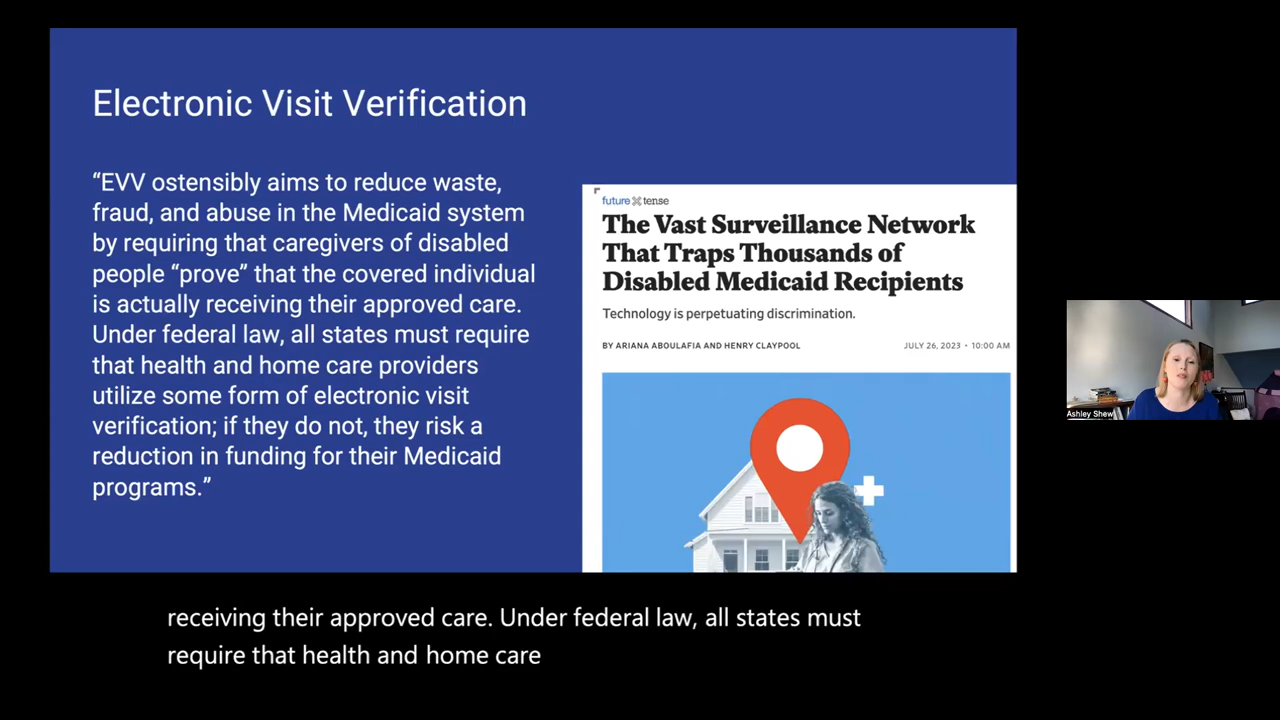 Electronic Visit Verification
“EVV ostensibly aims to reduce waste,
fraud, and abuse in the Medicaid system
by requiring that caregivers of disabled
people “prove” that the covered individual
is actually receiving their approved care.
Under federal law, all states must require
that health and home care providers
utilize some form of electronic visit
verification; if they do not, they risk a
reduction in funding for their Medicaid
programs.”
future tense
The Vast Surveillance Network
That Traps Thousands of
Disabled Medicaid Recipients
Technology is perpetuating discrimination.
BY ARIANA ABOULAFIA AND HENRY CLAYPOOL
JULY 26, 2023 • 10:00 AM
Ashley Shew
receiving their approved care. Under federal law, all states must
require that health and home care